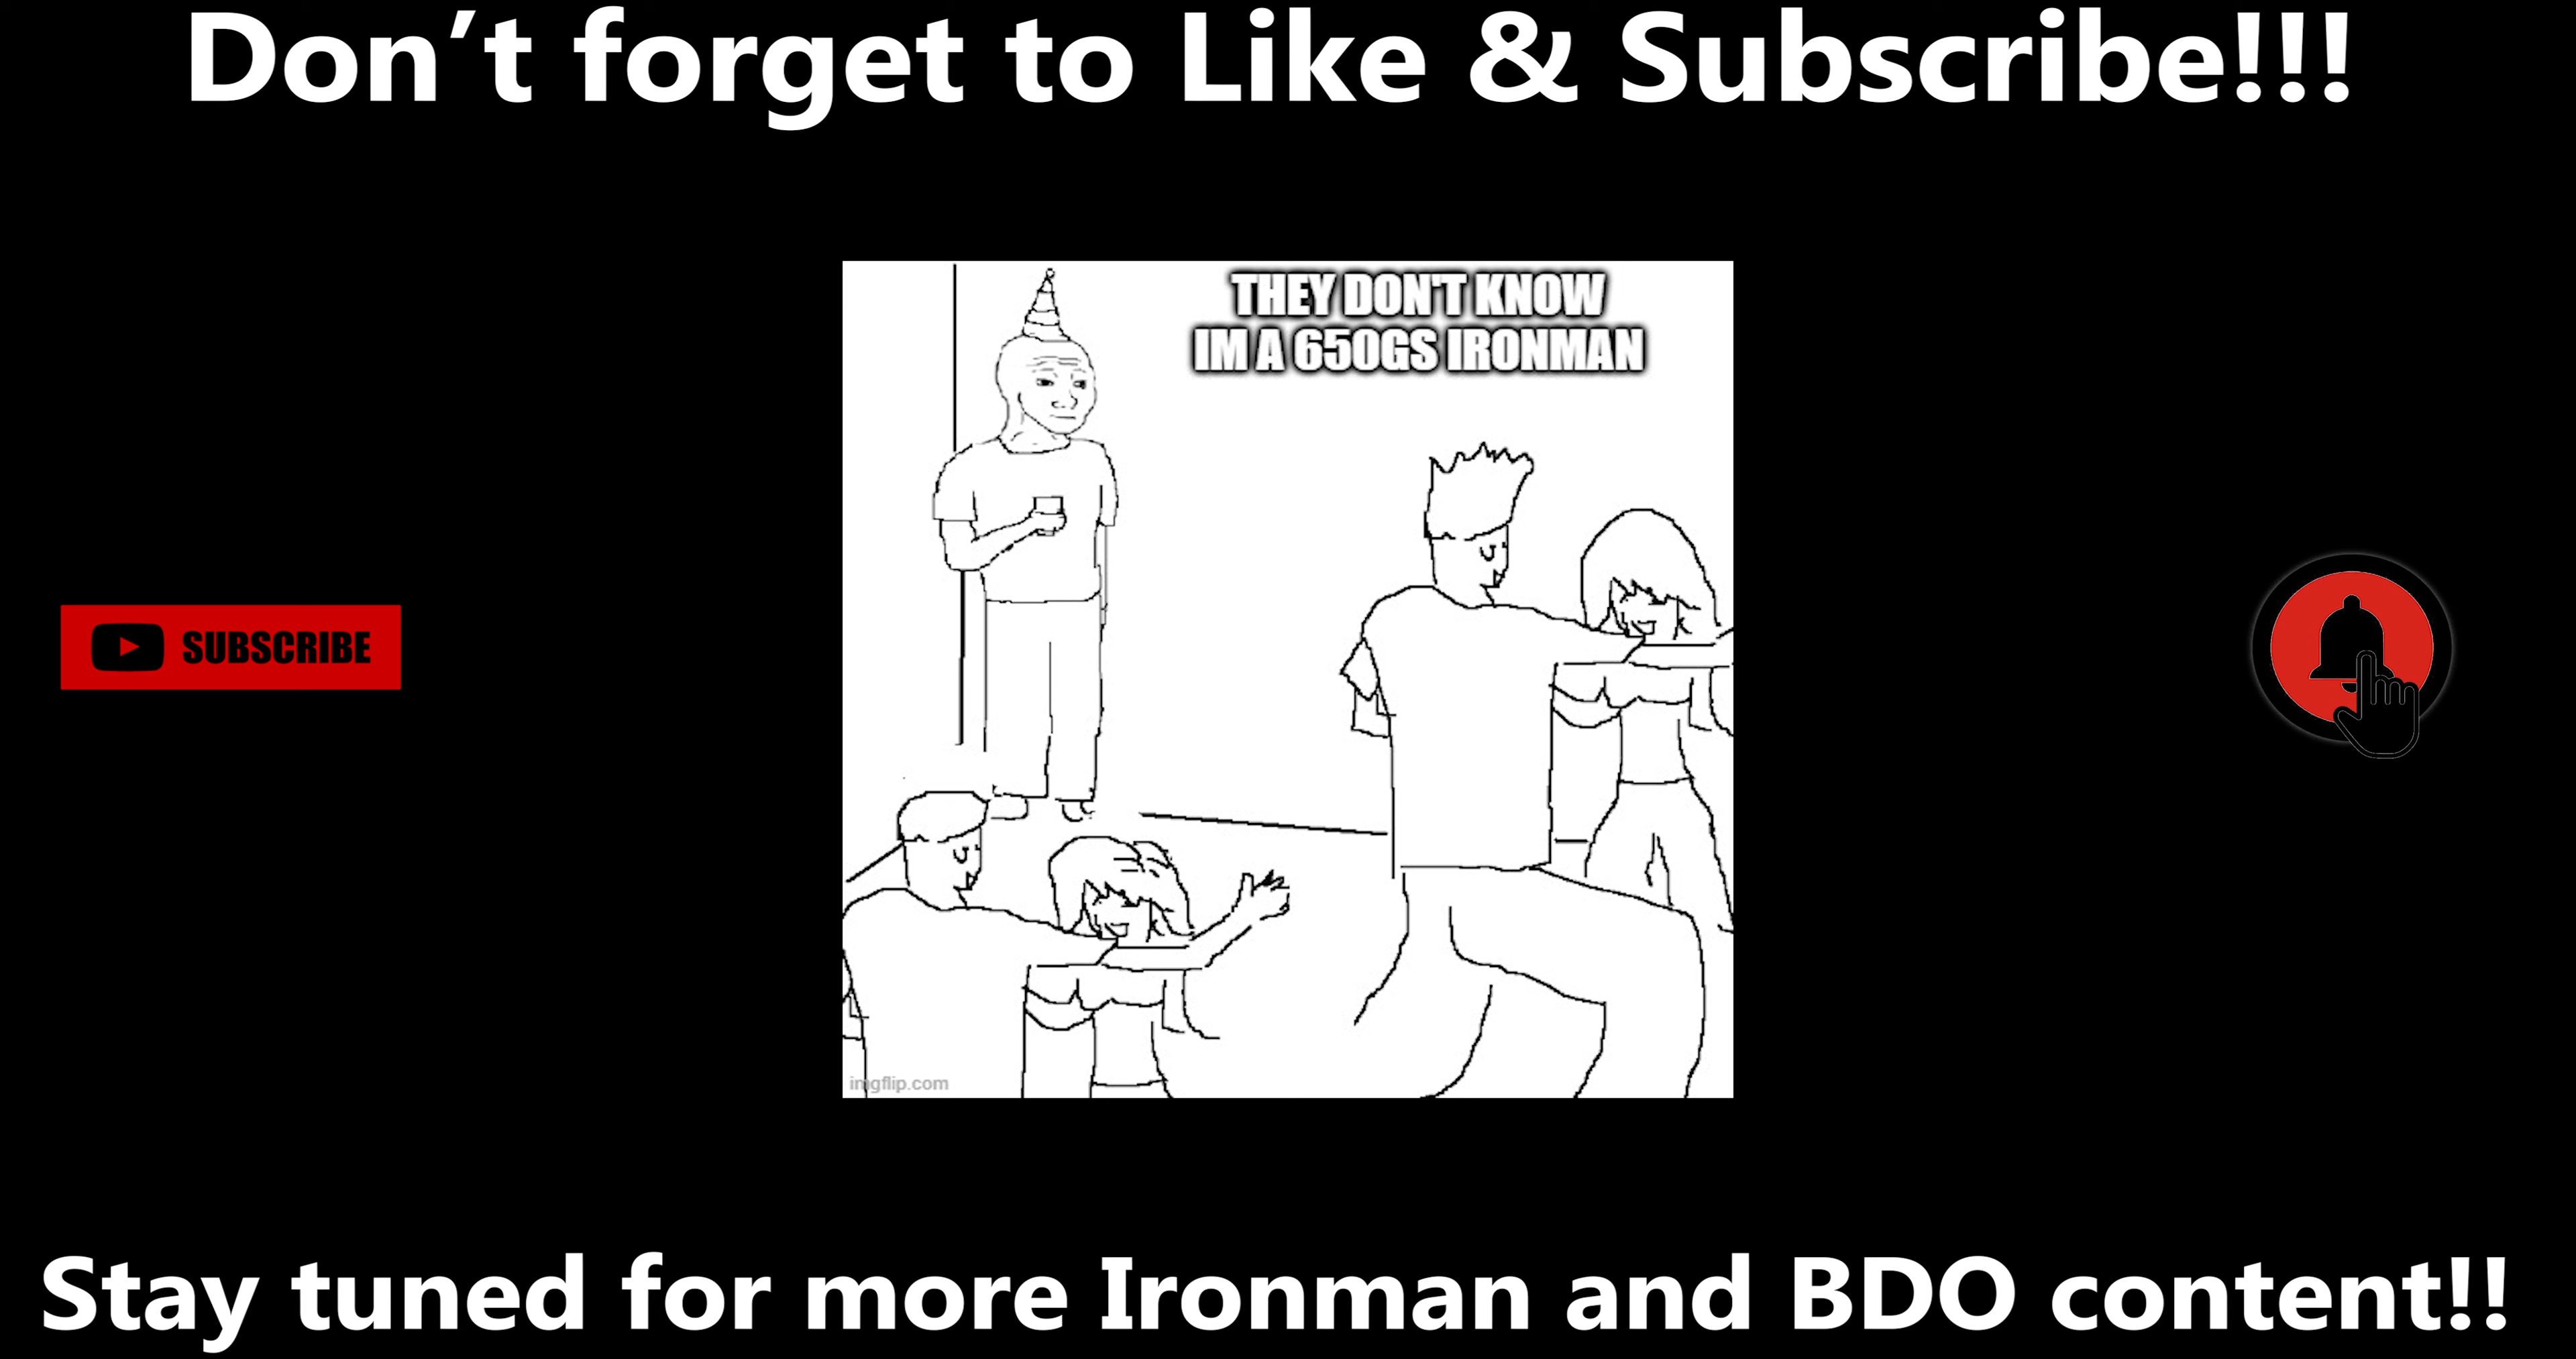 Don’t forget to Like & Subscribe!!!
THEY DON'T KNOW
IM A 650GS IRONMAN
SUBSCRIBE
imgflip.com
Stay tuned for more Ironman and BDO content!!